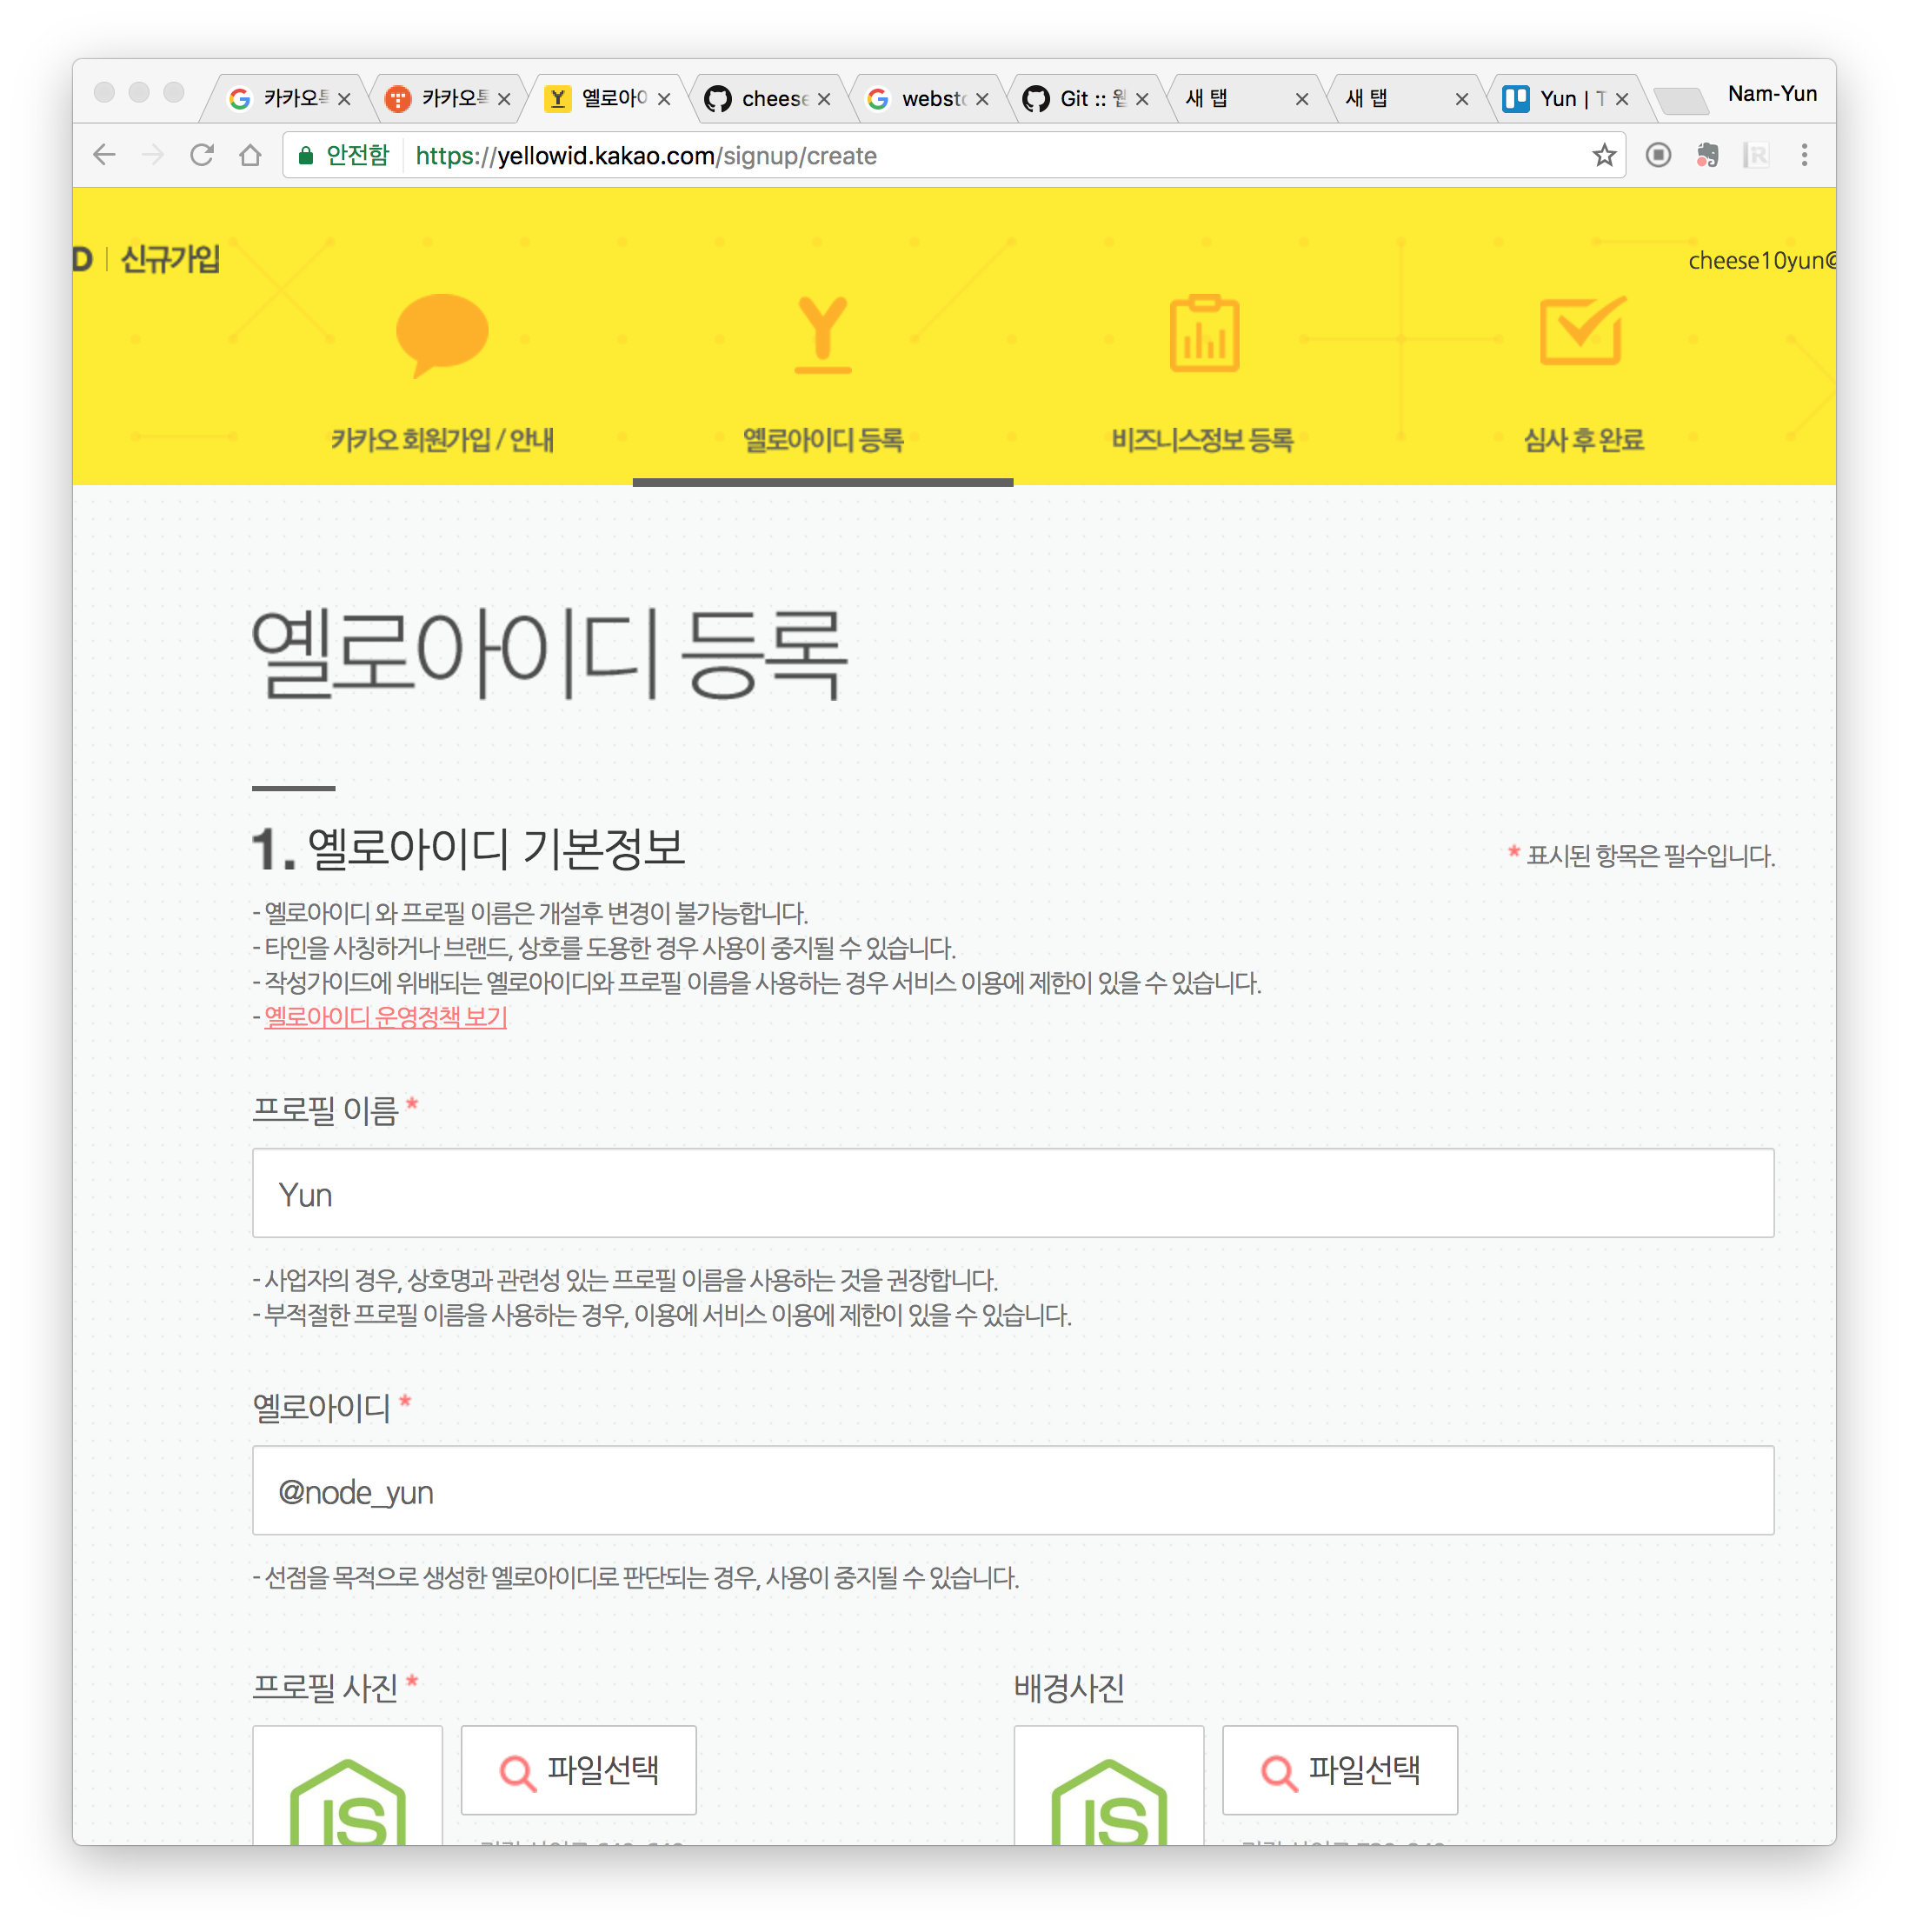 카카오톡
카카오톡
옐로아이
cheese
websto
Git :: 웹
새 탭
새 탭
Yun | T
Nam-Yun
안전함
https://yellowid.kakao.com/signup/create
D | 신규가입
cheese10yun@
카카오 회원가입 / 안내
옐로아이디 등록
비즈니스정보 등록
심사 후 완료
옐로아이디 등록
1. 옐로아이디 기본정보
* 표시된 항목은 필수입니다.
- 옐로아이디 와 프로필 이름은 개설후 변경이 불가능합니다.
- 타인을 사칭하거나 브랜드, 상호를 도용한 경우 사용이 중지될 수 있습니다.
- 작성가이드에 위배되는 옐로아이디와 프로필 이름을 사용하는 경우 서비스 이용에 제한이 있을 수 있습니다.
- 옐로아이디 운영정책 보기
프로필 이름 *
Yun
- 사업자의 경우, 상호명과 관련성 있는 프로필 이름을 사용하는 것을 권장합니다.
- 부적절한 프로필 이름을 사용하는 경우, 이용에 서비스 이용에 제한이 있을 수 있습니다.
옐로아이디 *
@node_yun
- 선점을 목적으로 생성한 옐로아이디로 판단되는 경우, 사용이 중지될 수 있습니다.
프로필 사진 *
배경사진
JS
파일선택
JS
파일선택